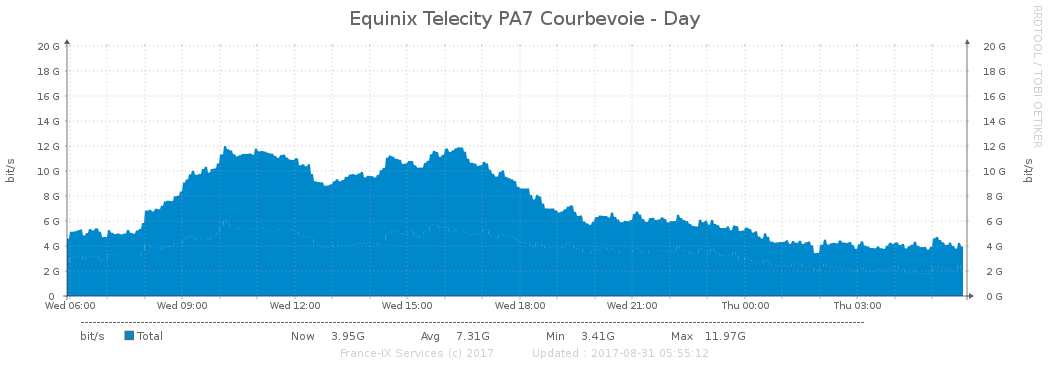 Equinix Telecity PA7 Courbevoie - Day
RRDTOOL / TOBI OETIKER
bit/s
bit/s
20 G 20 G
18 G 18 G
16 G 16 G
14 G 14 G
12 G 12 G
10 G 10 G
8 G 8 G
6 G 6 G
4 G 4 G
2 G 2 G
0 0 G
Wed 06:00 Wed 09:00 Wed 12:00 Wed 15:00 Wed 18:00 Wed 21:00 Thu 00:00 Thu 03:00
bit/s Total Now 3.95G Avg 7.31G Min 3.41G Max 11.97G
France-IX Services (c) 2017 Updated : 2017-08-31 05:55:12